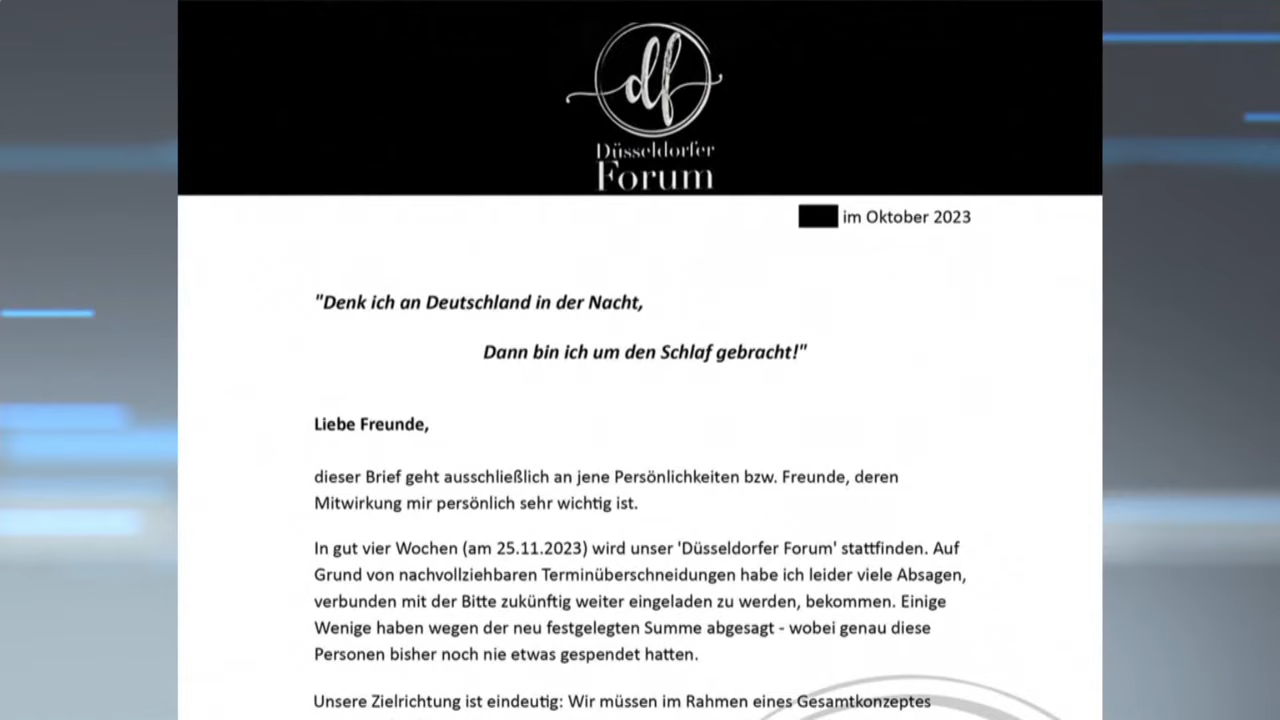 df
Düsseldorfer
Forum
im Oktober 2023
"Denk ich an Deutschland in der Nacht,
Dann bin ich um den Schlaf gebracht!"
Liebe Freunde,
dieser Brief geht ausschließlich an jene Persönlichkeiten bzw. Freunde, deren
Mitwirkung mir persönlich sehr wichtig ist.
In gut vier Wochen (am 25.11.2023) wird unser 'Düsseldorfer Forum' stattfinden. Auf
Grund von nachvollziehbaren Terminüberschneidungen habe ich leider viele Absagen,
verbunden mit der Bitte zukünftig weiter eingeladen zu werden, bekommen. Einige
Wenige haben wegen der neu festgelegten Summe abgesagt - wobei genau diese
Personen bisher noch nie etwas gespendet hatten.
Unsere Zielrichtung ist eindeutig: Wir müssen im Rahmen eines Gesamtkonzeptes